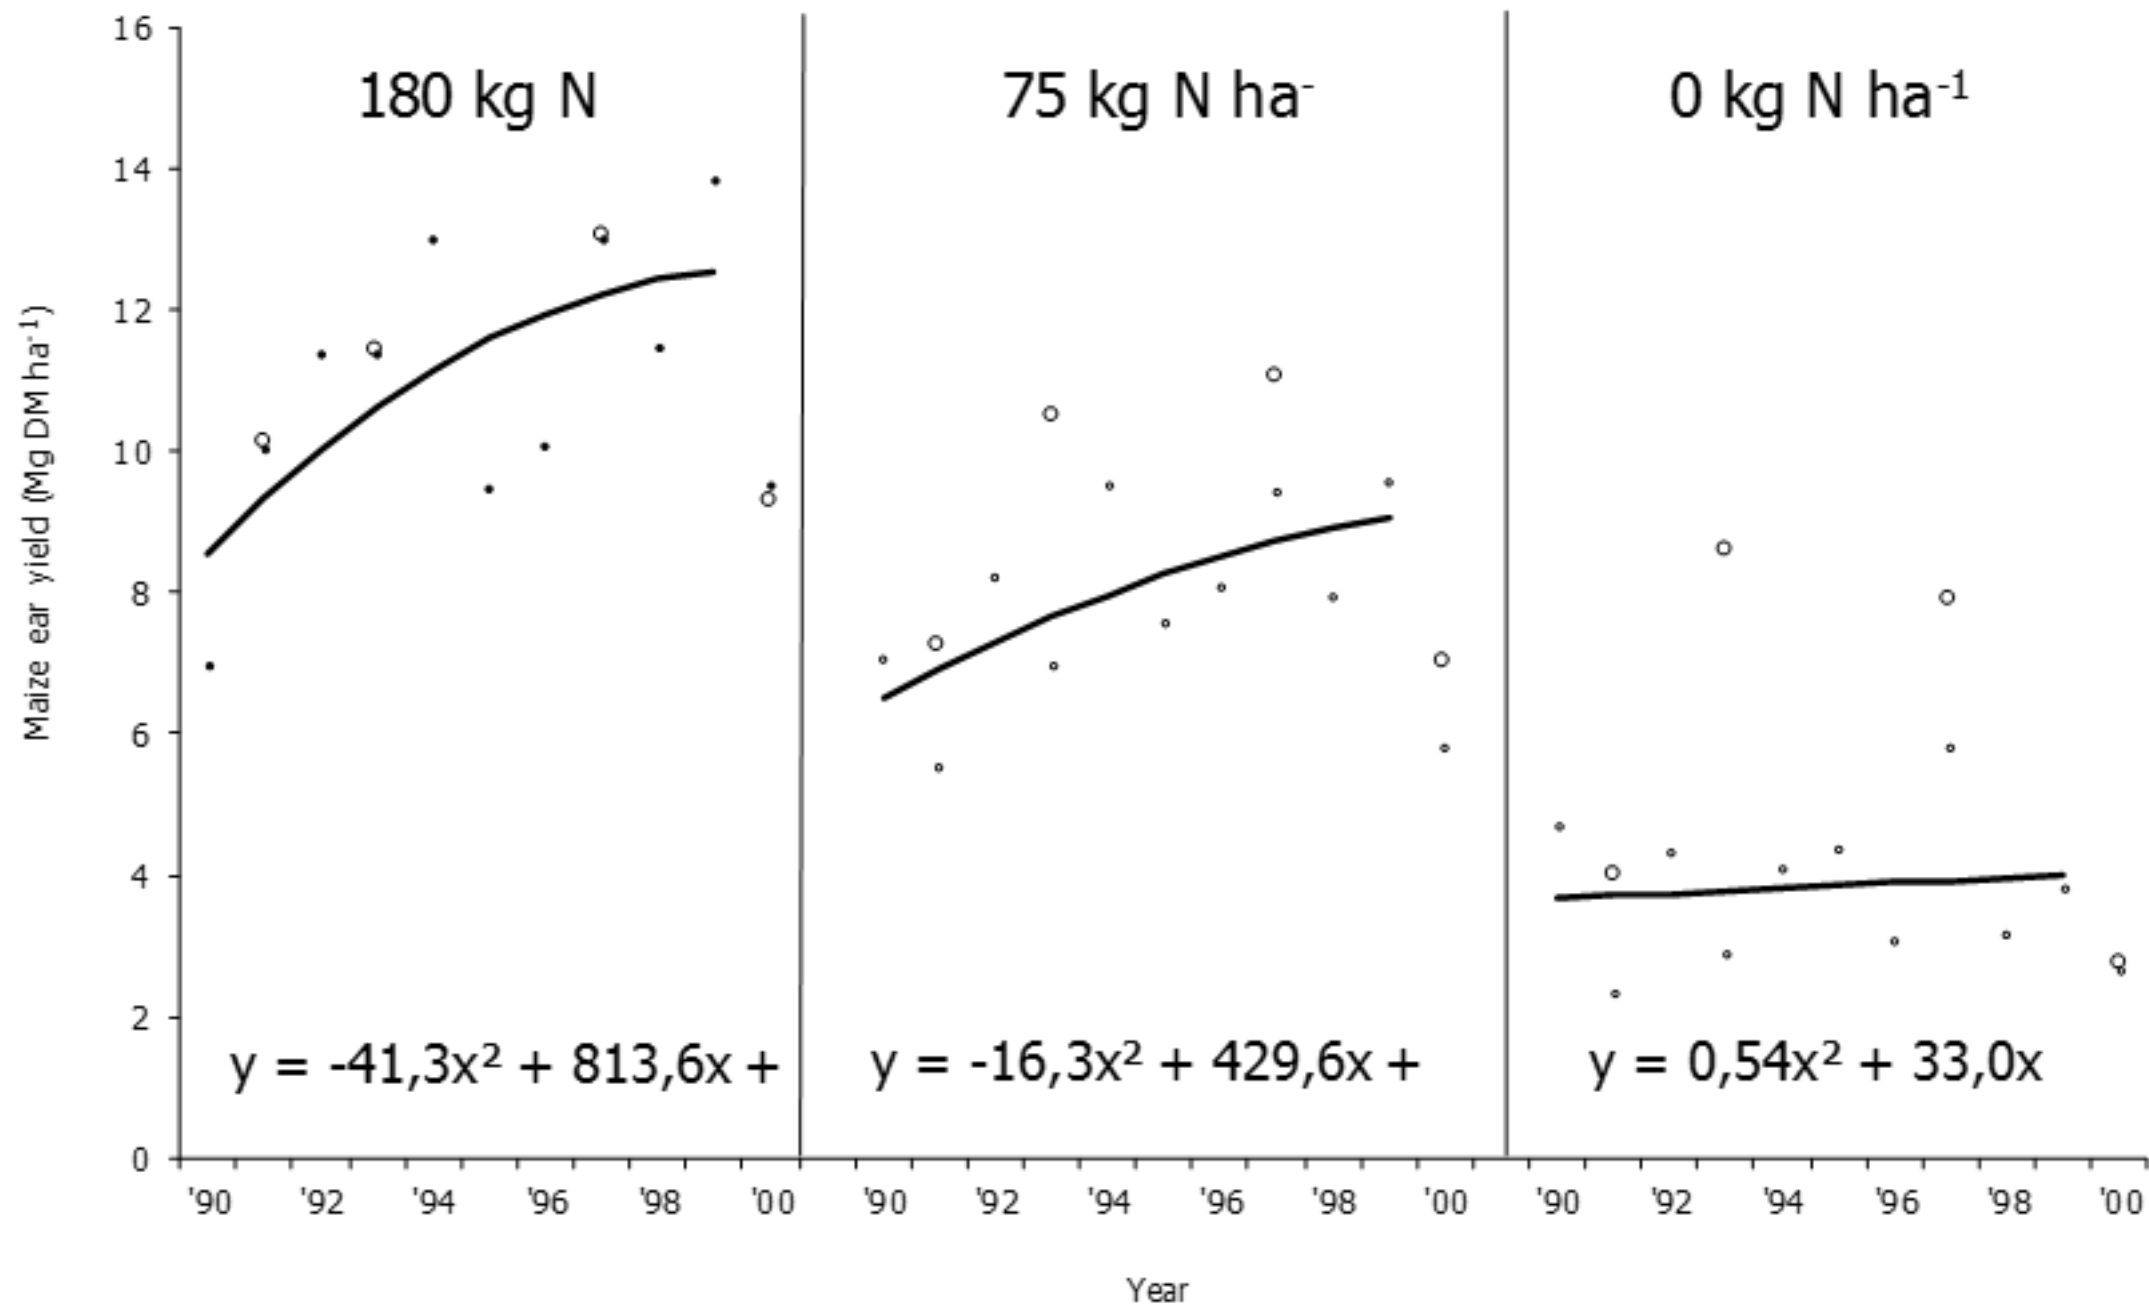 180 kg N
75 kg N ha-
0 kg N ha-1
Maize ear yield (Mg DM ha-1)
16
14
12
10
8
6
4
2
0
y = -41,3x² + 813,6x +
y = -16,3x² + 429,6x +
y = 0,54x² + 33,0x
'90 '92 '94 '96 '98 '00 '90 '92 '94 '96 '98 '00 '90 '92 '94 '96 '98 '00
Year